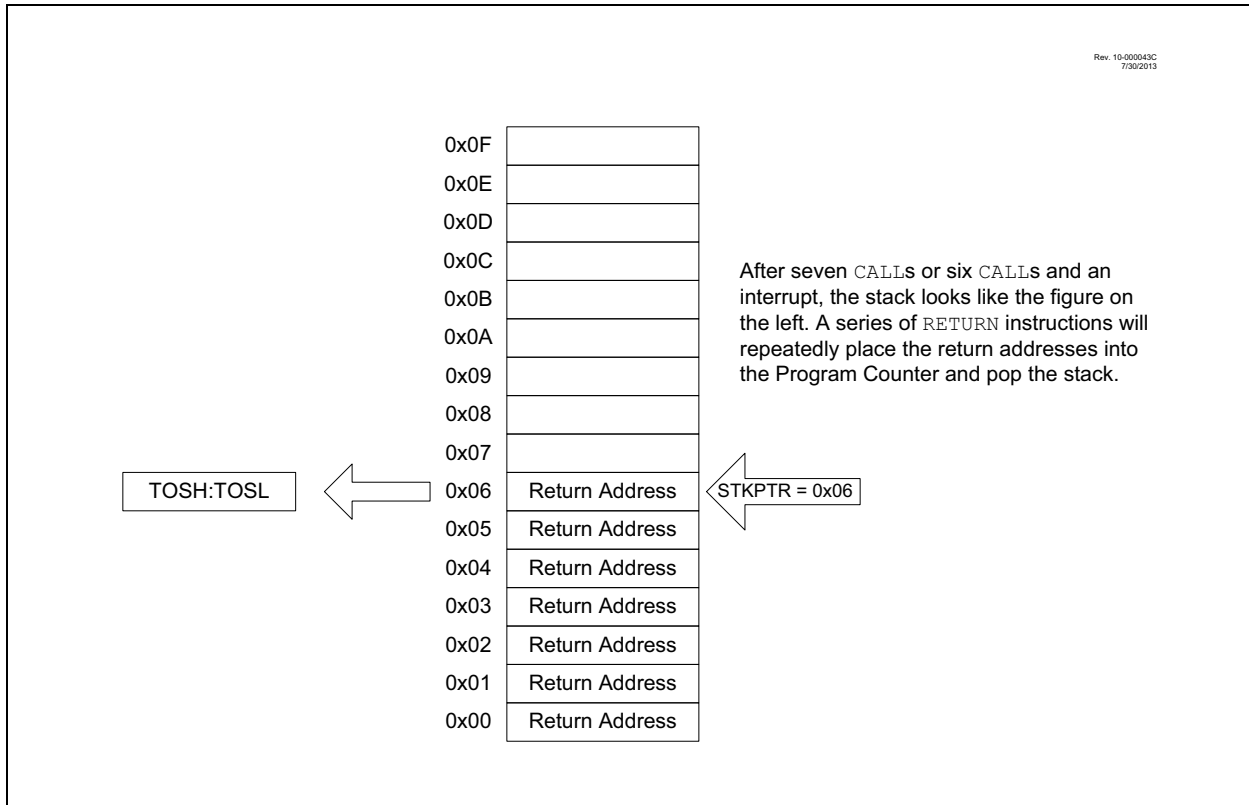 Rev. 10-000043C
7/30/2013
0x0F
0x0E
0x0D
0x0C
0x0B
0x0A
0x09
0x08
0x07
After seven CALLs or six CALLs and an
interrupt, the stack looks like the figure on
the left. A series of RETURN instructions will
repeatedly place the return addresses into
the Program Counter and pop the stack.
TOSH:TOSL
0x06 Return Address
STKPTR = 0x06
0x05 Return Address
0x04 Return Address
0x03 Return Address
0x02 Return Address
0x01 Return Address
0x00 Return Address